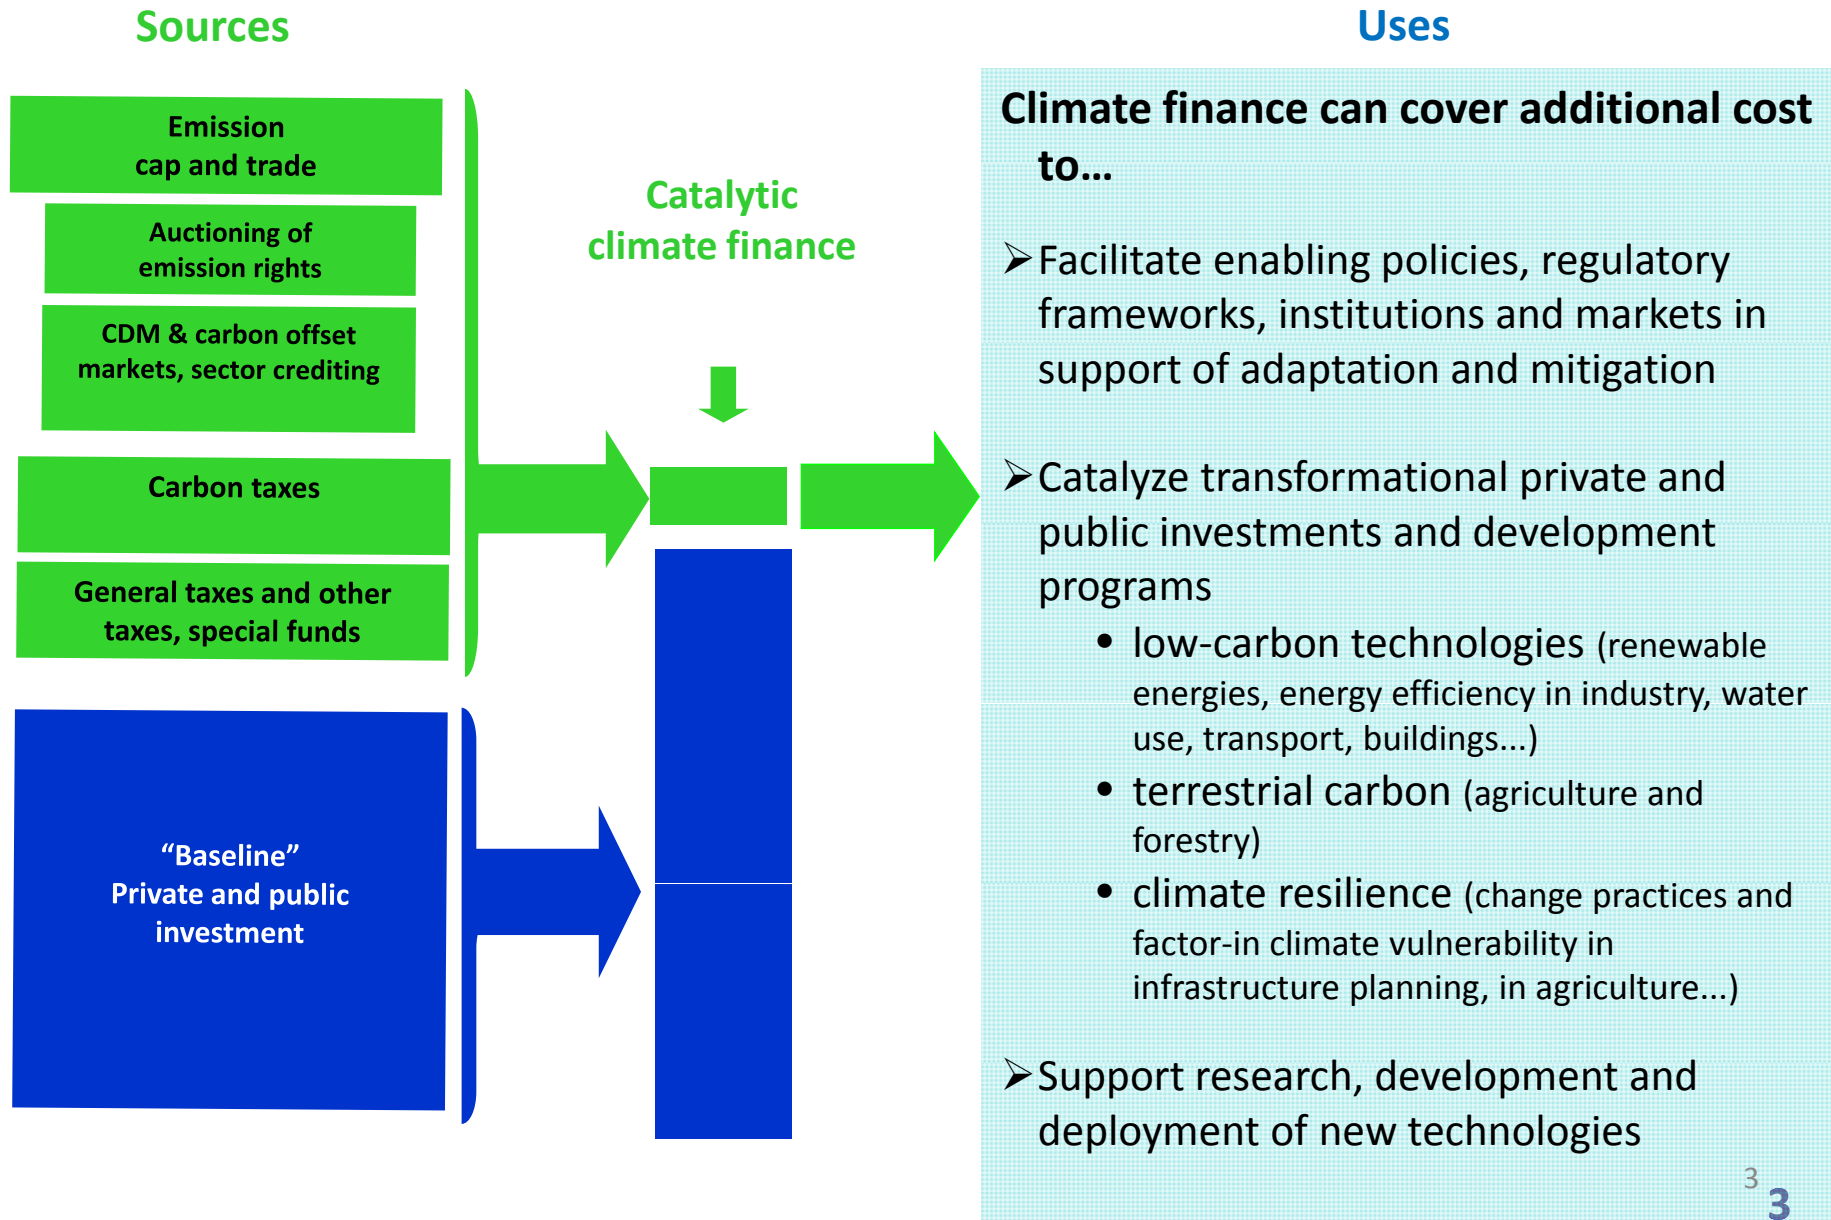 Sources
Uses
Emission
cap and trade
Auctioning of
emission rights
CDM & carbon offset
markets, sector crediting
Carbon taxes
General taxes and other
taxes, special funds
“Baseline”
Private and public
investment
Catalytic
climate finance
Climate finance can cover additional cost
to…
➢Facilitate enabling policies, regulatory
frameworks, institutions and markets in
support of adaptation and mitigation
➢Catalyze transformational private and
public investments and development
programs
• low-carbon technologies (renewable
energies, energy efficiency in industry, water
use, transport, buildings...)
• terrestrial carbon (agriculture and
forestry)
• climate resilience (change practices and
factor-in climate vulnerability in
infrastructure planning, in agriculture...)
➢Support research, development and
deployment of new technologies
3
3